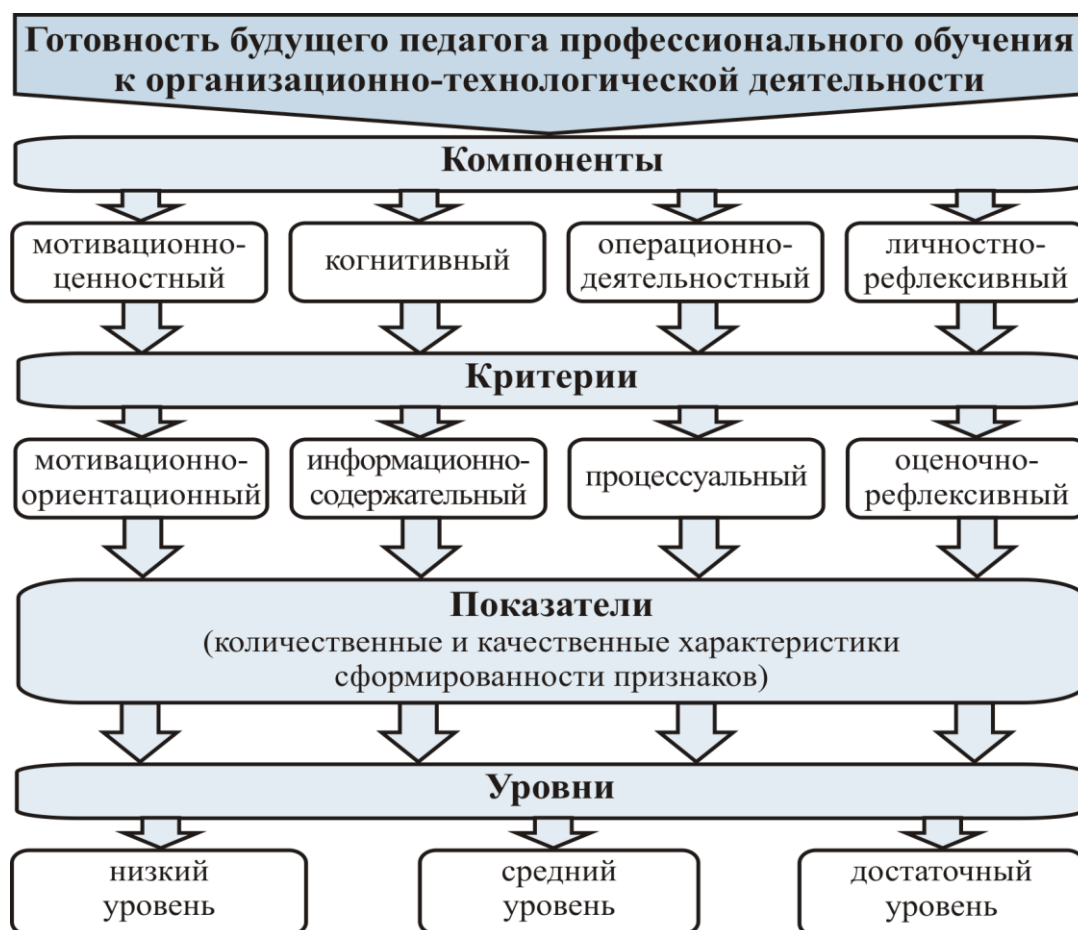 Готовность будущего педагога профессионального обучения
к организационно-технологической деятельности
Компоненты
мотивационно-
ценностный
когнитивный
операционно-
деятельностный
личностно-
рефлексивный
Критерии
мотивационно-
ориентационный
информационно-
содержательный
процессуальный
оценочно-
рефлексивный
Показатели
(количественные и качественные характеристики
сформированности признаков)
Уровни
низкий
уровень
средний
уровень
достаточный
уровень